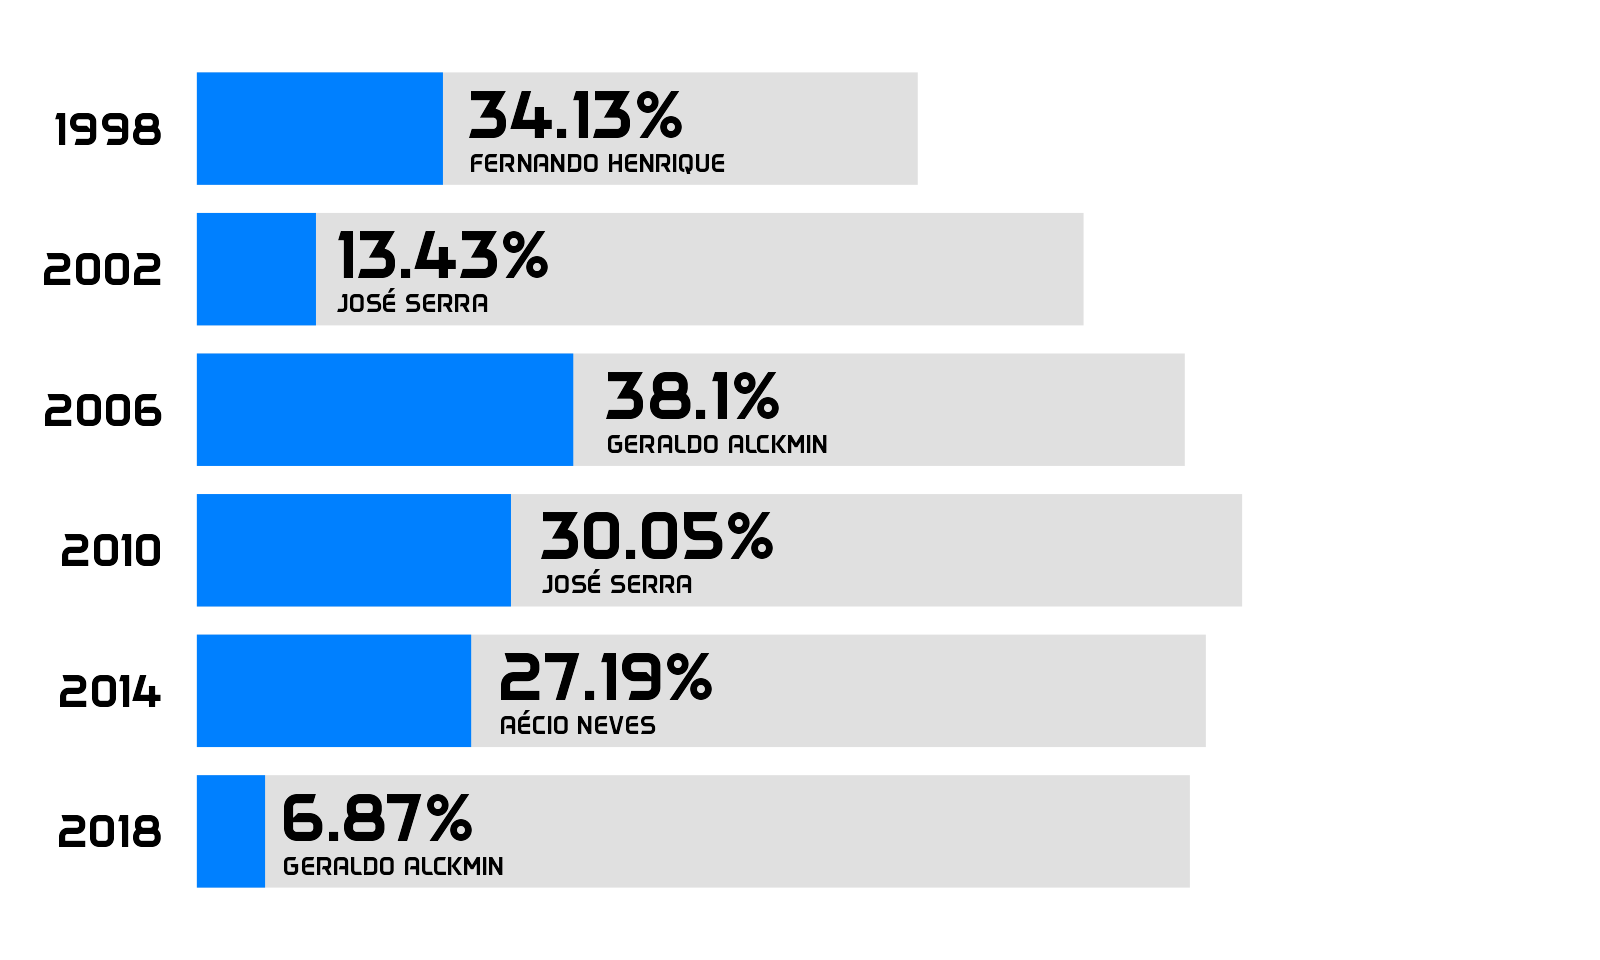 1998
34.13%
FERNANDO HENRIQUE
2002
13.43%
JOSÉ SERRA
2006
38.1%
GERALDO ALCKMIN
2010
30.05%
JOSÉ SERRA
2014
27.19%
AÉCIO NEVES
2018
6.87%
GERALDO ALCKMIN